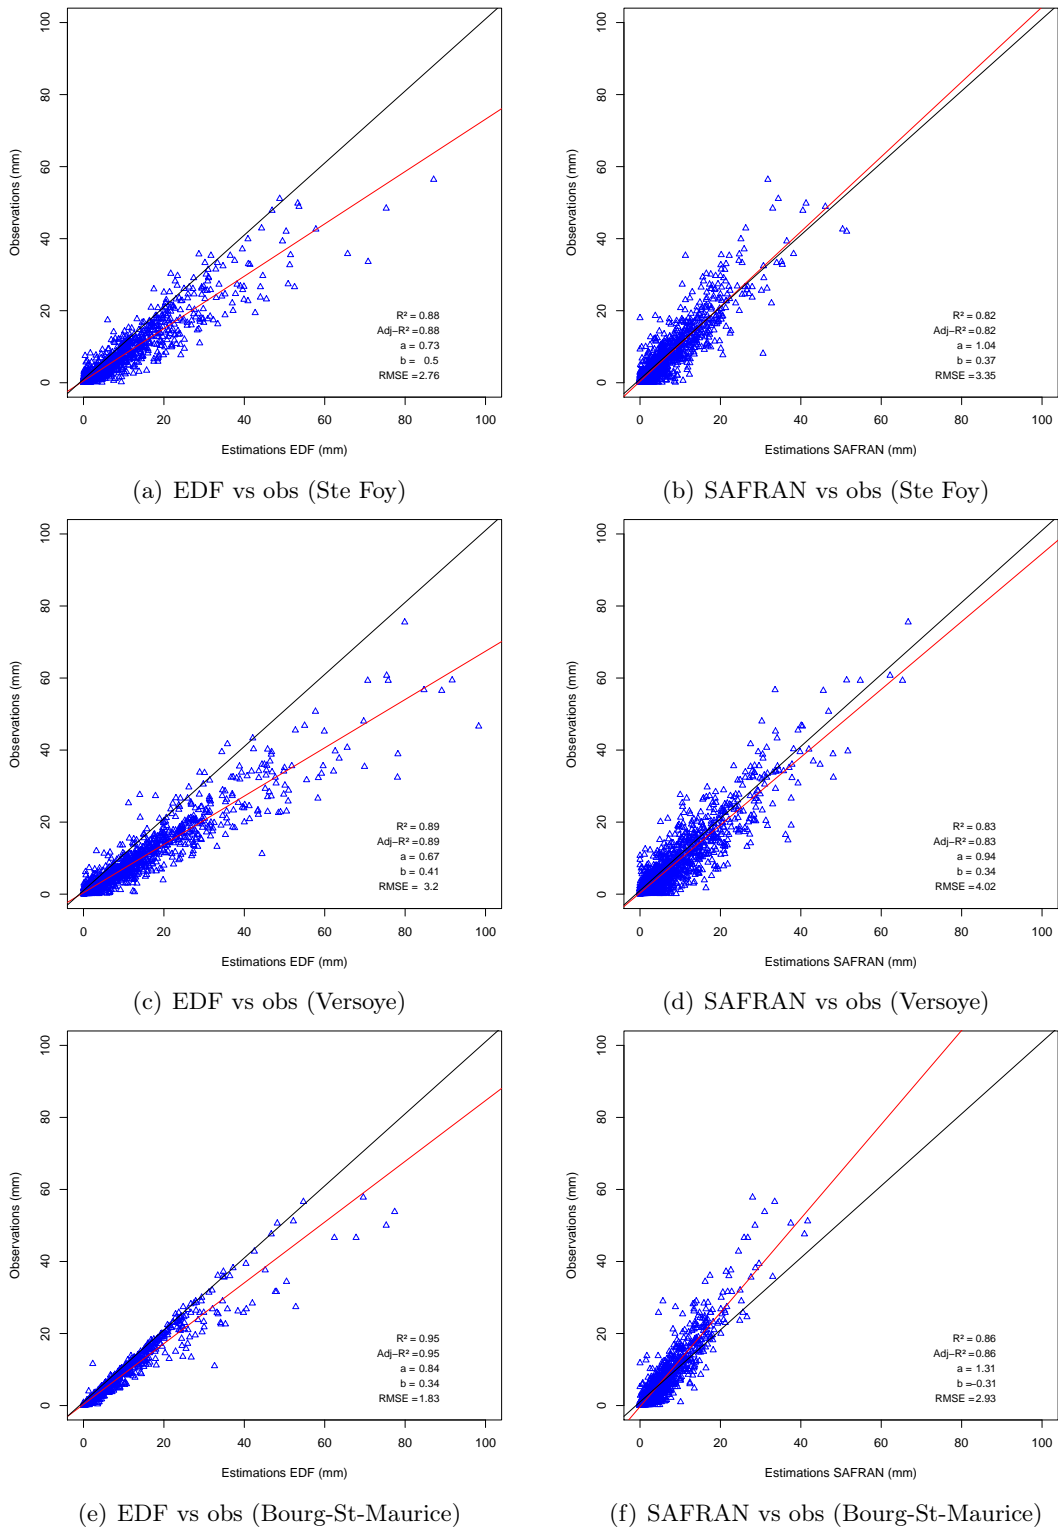 100
80
60
40
20
0
Observations (mm)
R² = 0.88
Adj−R² = 0.88
a = 0.73
b = 0.5
RMSE = 2.76
0 20 40 60 80 100
Estimations EDF (mm)
(a) EDF vs obs (Ste Foy)
100
80
60
40
20
0
Observations (mm)
R² = 0.82
Adj−R² = 0.82
a = 1.04
b = 0.37
RMSE = 3.35
0 20 40 60 80 100
Estimations SAFRAN (mm)
(b) SAFRAN vs obs (Ste Foy)
100
80
60
40
20
0
Observations (mm)
R² = 0.89
Adj−R² = 0.89
a = 0.67
b = 0.41
RMSE = 3.2
0 20 40 60 80 100
Estimations EDF (mm)
(c) EDF vs obs (Versoye)
100
80
60
40
20
0
Observations (mm)
R² = 0.83
Adj−R² = 0.83
a = 0.94
b = 0.34
RMSE = 4.02
0 20 40 60 80 100
Estimations SAFRAN (mm)
(d) SAFRAN vs obs (Versoye)
100
80
60
40
20
0
Observations (mm)
R² = 0.95
Adj−R² = 0.95
a = 0.84
b = 0.34
RMSE = 1.83
0 20 40 60 80 100
Estimations EDF (mm)
(e) EDF vs obs (Bourg-St-Maurice)
100
80
60
40
20
0
Observations (mm)
R² = 0.86
Adj−R² = 0.86
a = 1.31
b = −0.31
RMSE = 2.93
0 20 40 60 80 100
Estimations SAFRAN (mm)
(f) SAFRAN vs obs (Bourg-St-Maurice)